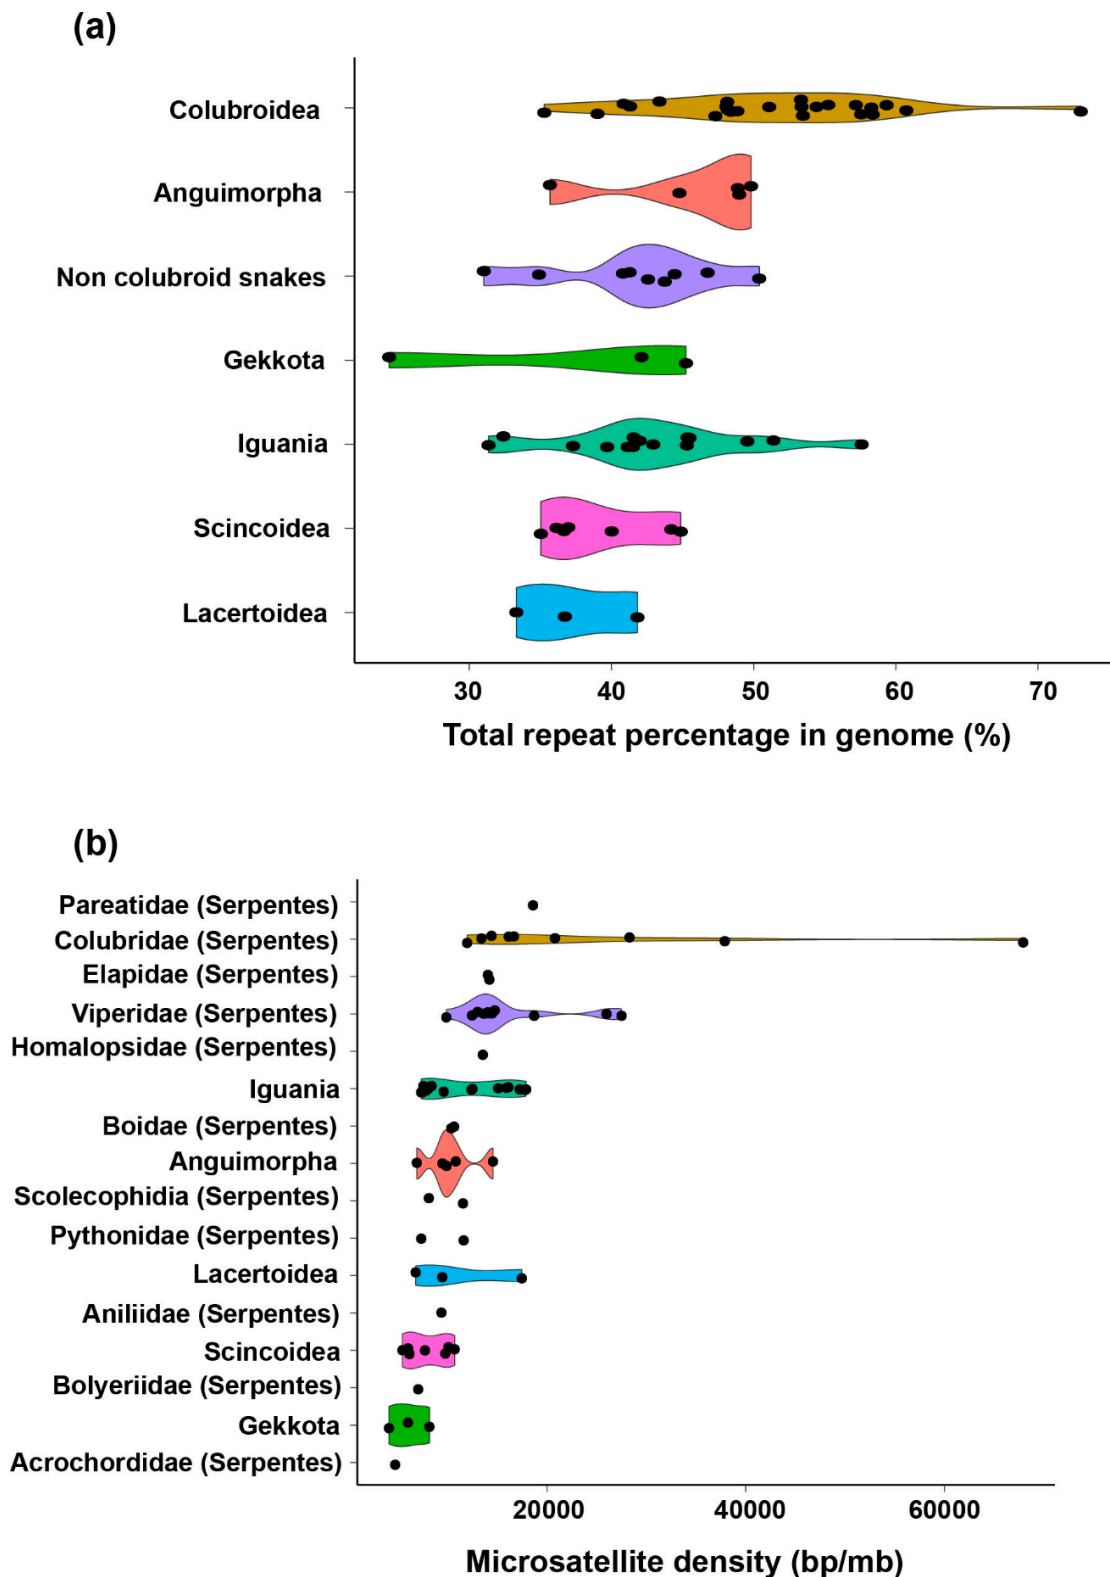 (a)
Colubroidea
Anguimorpha
Non colubroid snakes
Gekkota
Iguania
Scincoidea
Lacertoidea
30 40 50 60 70
Total repeat percentage in genome (%)
(b)
Pareatidae (Serpentes)
Colubridae (Serpentes)
Elapidae (Serpentes)
Viperidae (Serpentes)
Homalopsidae (Serpentes)
Iguania
Boidae (Serpentes)
Anguimorpha
Scolecophidia (Serpentes)
Pythonidae (Serpentes)
Lacertoidea
Aniliidae (Serpentes)
Scincoidea
Bolyeriidae (Serpentes)
Gekkota
Acrochordidae (Serpentes)
20000 40000 60000
Microsatellite density (bp/mb)